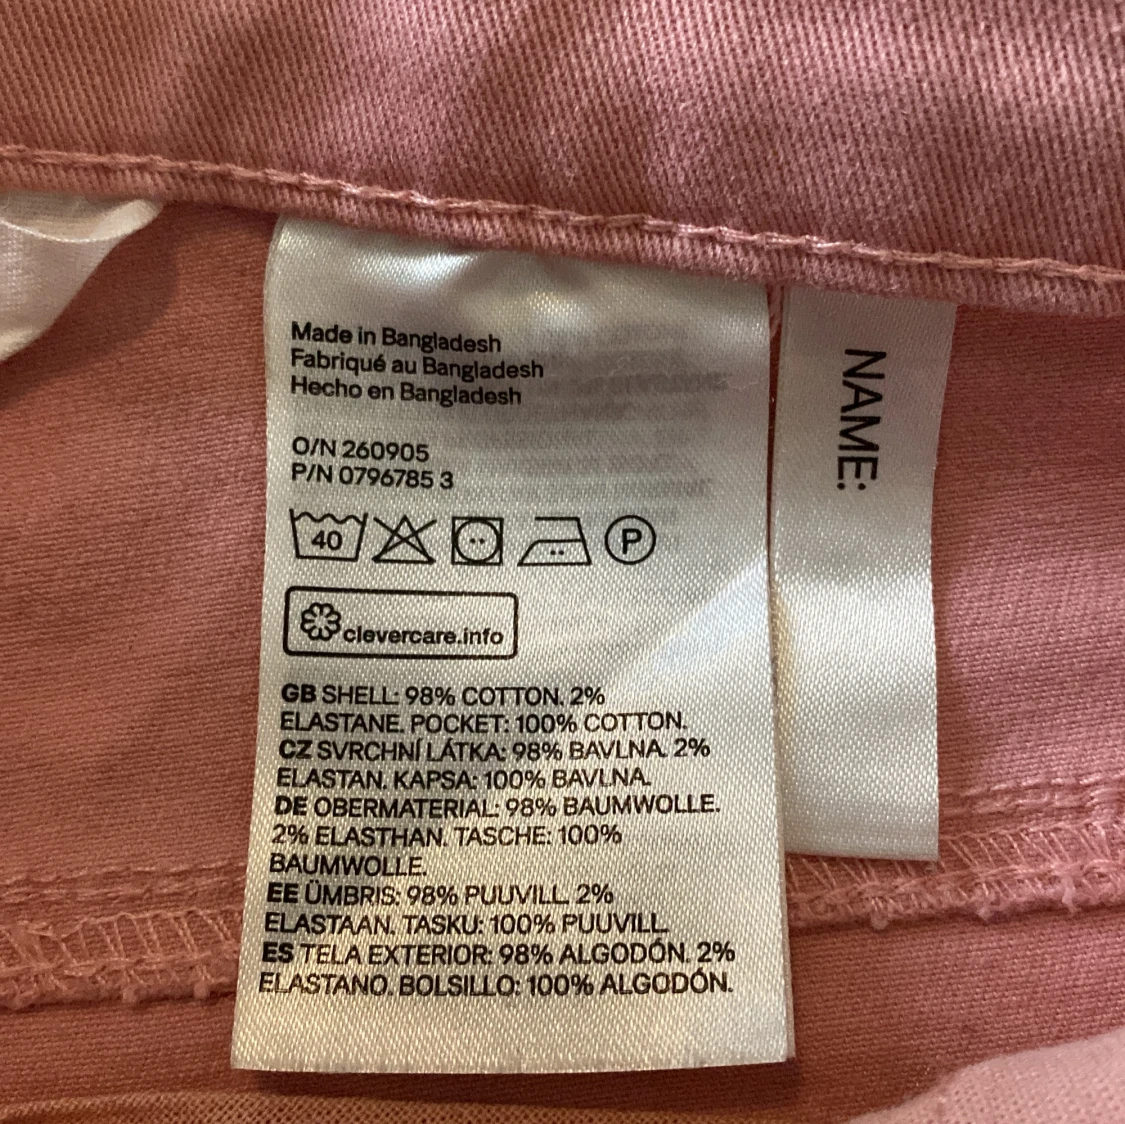 Made in Bangladesh
Fabriqué au Bangladesh
Hecho en Bangladesh
O/N 260905
P/N 0796785 3
40
P
clevercare.info
GB SHELL: 98% COTTON. 2%
ELASTANE. POCKET: 100% COTTON.
CZ SVRCHNÍ LÁTKA: 98% BAVLNA. 2%
ELASTAN. KAPSA: 100% BAVLNA.
DE OBERMATERIAL: 98% BAUMWOLLE.
2% ELASTHAN. TASCHE: 100%
BAUMWOLLE.
EE ÜMBRIS: 98% PUUVILL. 2%
ELASTAAN. TASKU: 100% PUUVILL.
ES TELA EXTERIOR: 98% ALGODÓN. 2%
ELASTANO. BOLSILLO: 100% ALGODÓN.
NAME: